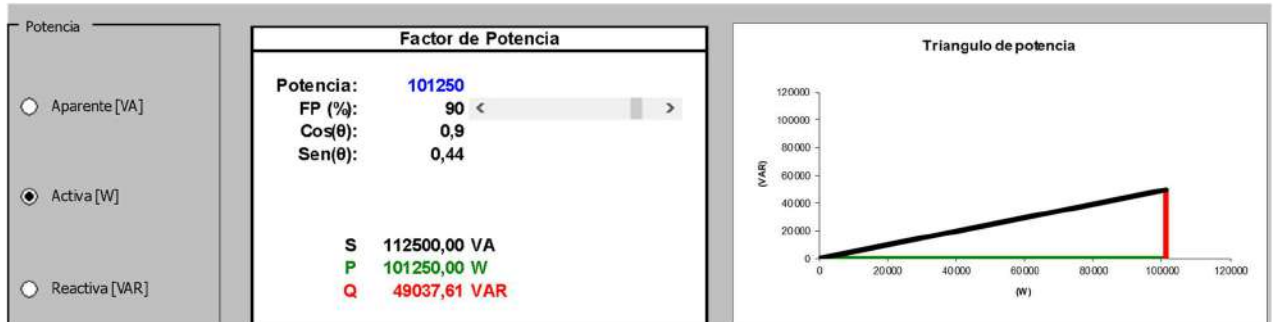 Potencia
Aparente [VA]
Activa [W]
Reactiva [VAR]
Factor de Potencia
Potencia: 101250
FP (%): 90 < >
Cos(θ): 0,9
Sen(θ): 0,44
S 112500,00 VA
P 101250,00 W
Q 49037,61 VAR
Triangulo de potencia
120000
100000
80000
60000
40000
20000
0
(VAR)
0 20000 40000 60000 80000 100000 120000
(W)